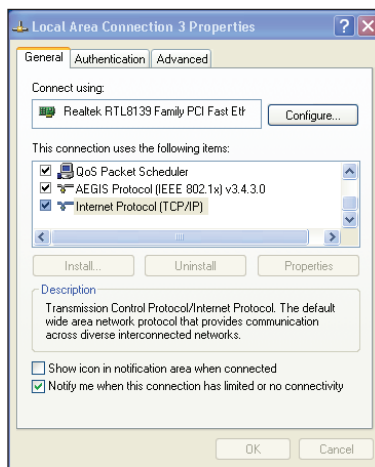 Local Area Connection 3 Properties
General Authentication Advanced
Connect using:
Realtek RTL8139 Family PCI Fast Eth
Configure...
This connection uses the following items:
QoS Packet Scheduler
AEGIS Protocol (IEEE 802.1x) v3.4.3.0
Internet Protocol (TCP/IP)
Install... Uninstall Properties
Description
Transmission Control Protocol/Internet Protocol. The default
wide area network protocol that provides communication
across diverse interconnected networks.
Show icon in notification area when connected
Notify me when this connection has limited or no connectivity
OK Cancel